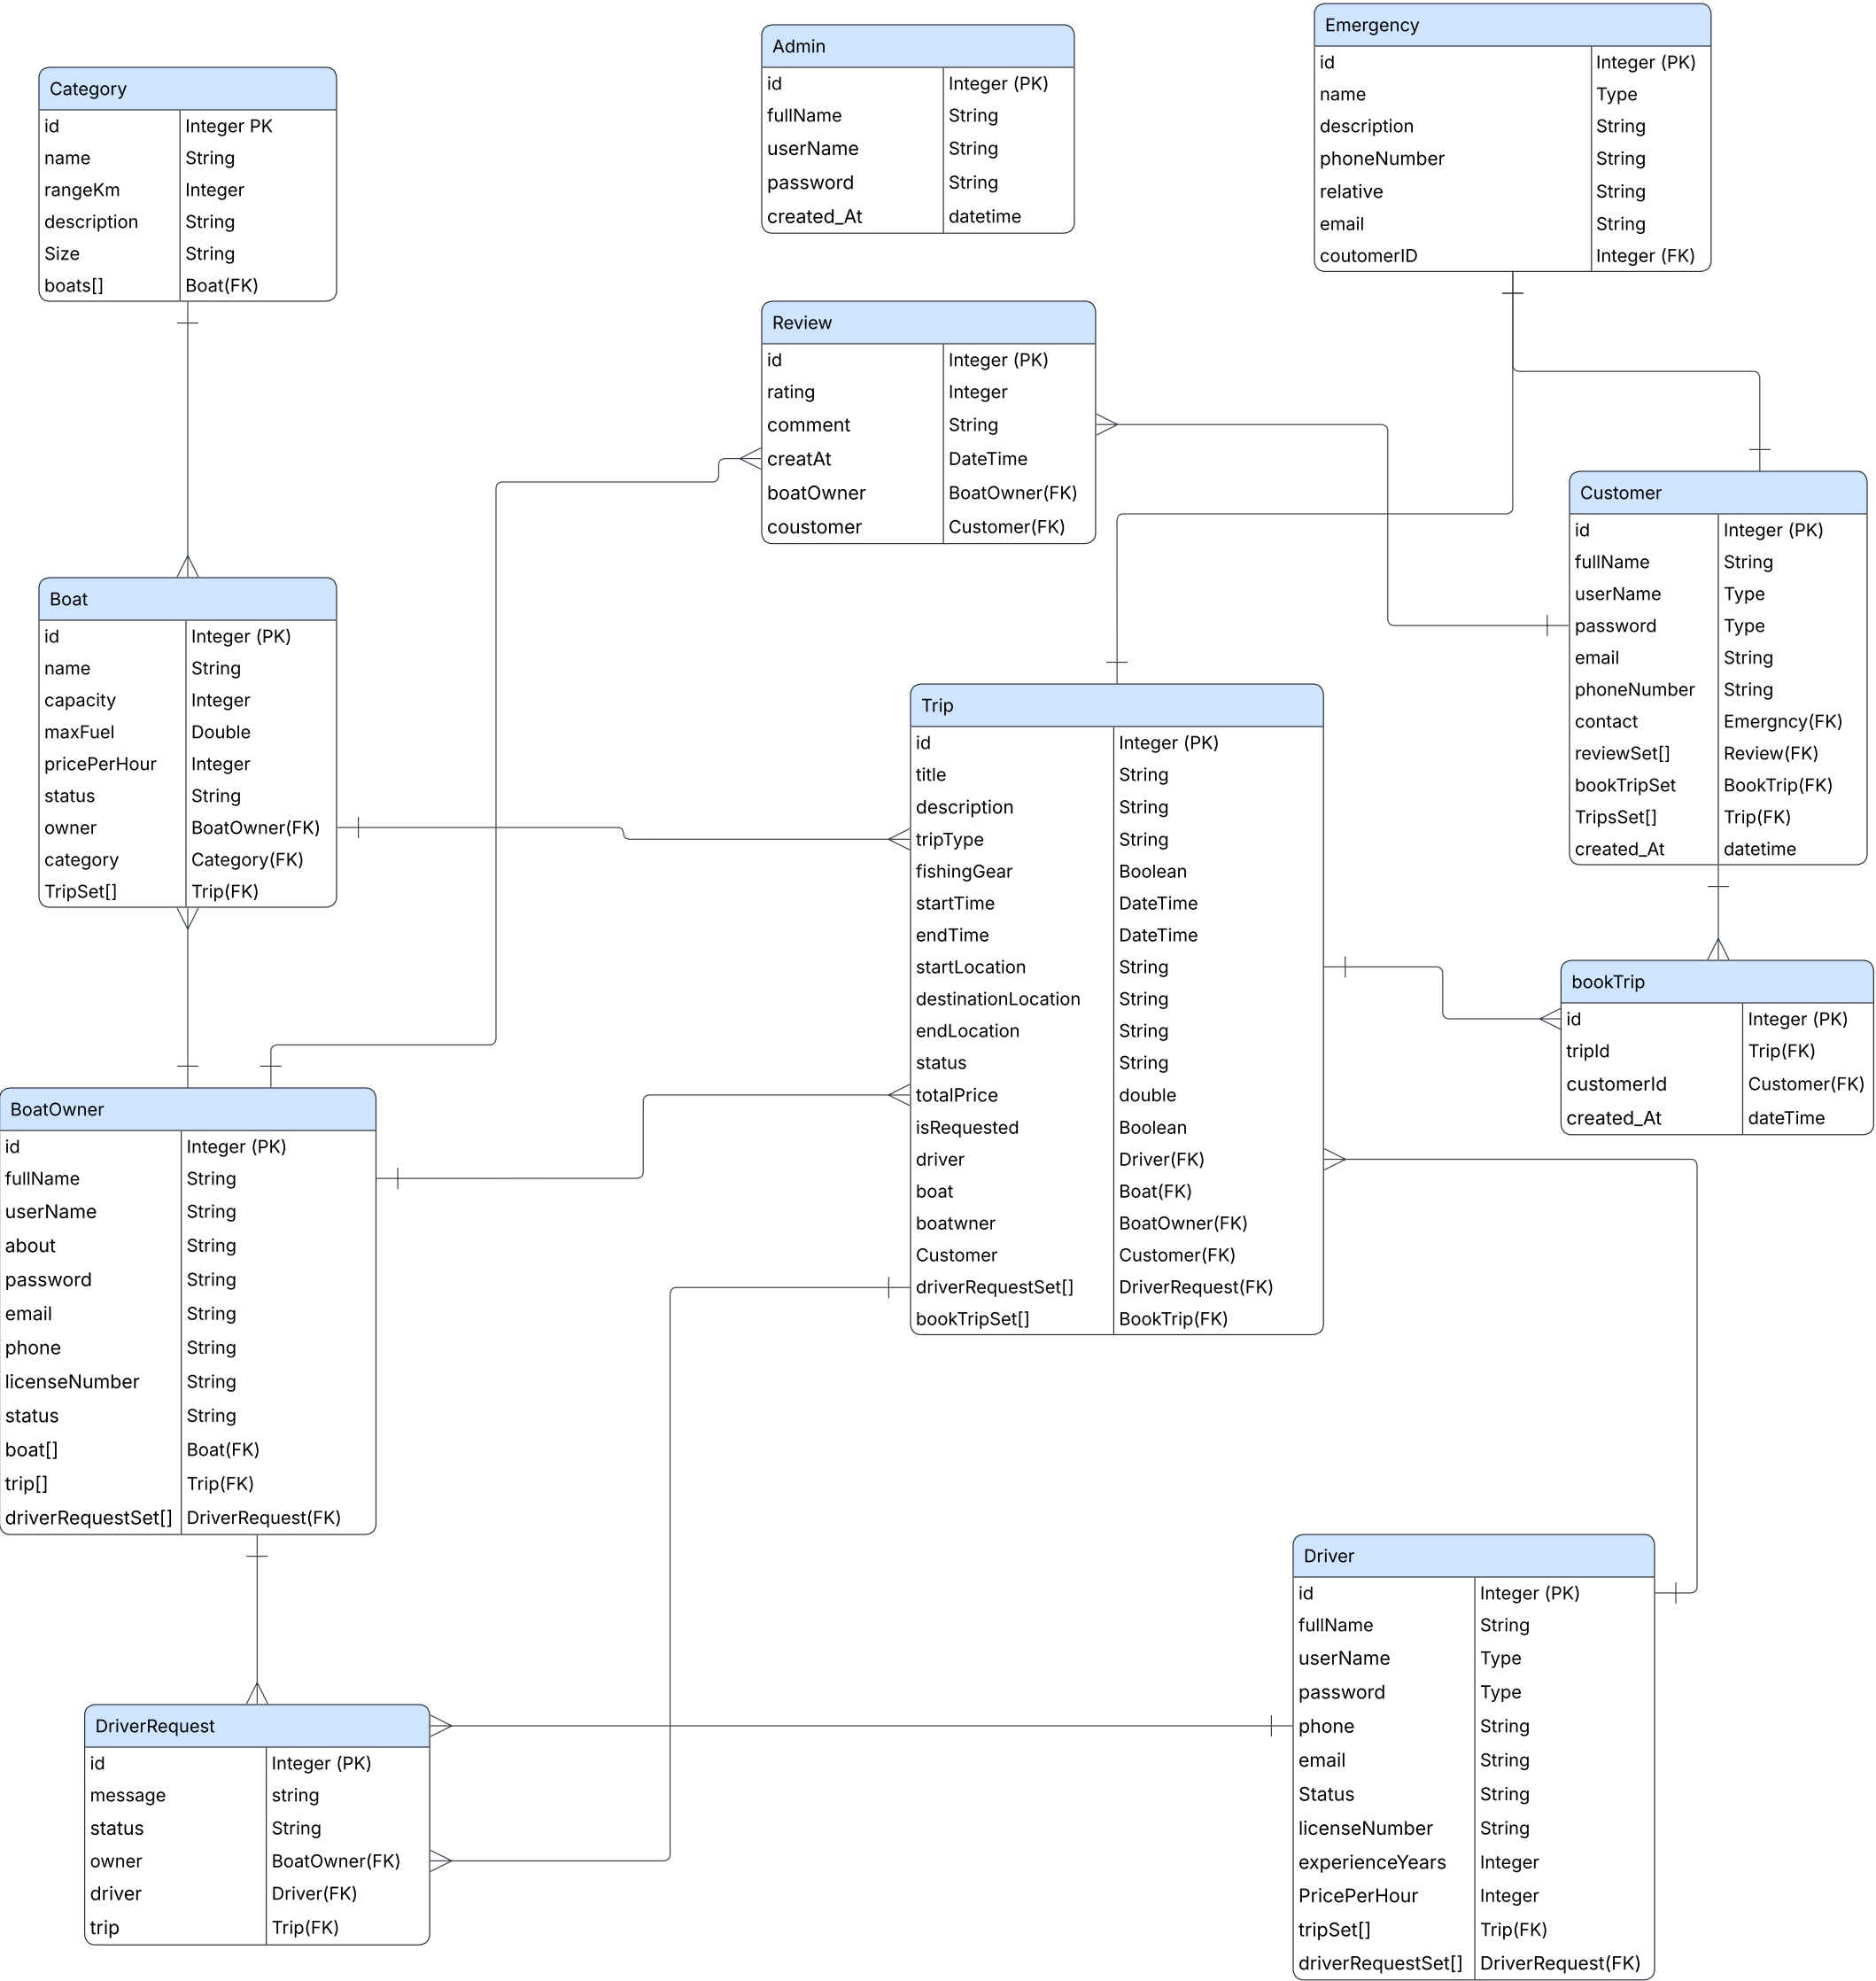 Category
id Integer PK
name String
rangeKm Integer
description String
Size String
boats[] Boat(FK)
Admin
id Integer (PK)
fullName String
userName String
password String
created_At datetime
Emergency
id Integer (PK)
name Type
description String
phoneNumber String
relative String
email String
coutomerID Integer (FK)
Review
id Integer (PK)
rating Integer
comment String
creatAt DateTime
boatOwner BoatOwner(FK)
coustomer Customer(FK)
Customer
id Integer (PK)
fullName String
userName Type
password Type
email String
phoneNumber String
contact Emergncy(FK)
reviewSet[] Review(FK)
bookTripSet BookTrip(FK)
TripsSet[] Trip(FK)
created_At datetime
Boat
id Integer (PK)
name String
capacity Integer
maxFuel Double
pricePerHour Integer
status String
owner BoatOwner(FK)
category Category(FK)
TripSet[] Trip(FK)
Trip
id Integer (PK)
title String
description String
tripType String
fishingGear Boolean
startTime DateTime
endTime DateTime
startLocation String
destinationLocation String
endLocation String
status String
totalPrice double
isRequested Boolean
driver Driver(FK)
boat Boat(FK)
boatwner BoatOwner(FK)
Customer Customer(FK)
driverRequestSet[] DriverRequest(FK)
bookTripSet[] BookTrip(FK)
bookTrip
id Integer (PK)
tripId Trip(FK)
customerId Customer(FK)
created_At dateTime
BoatOwner
id Integer (PK)
fullName String
userName String
about String
password String
email String
phone String
licenseNumber String
status String
boat[] Boat(FK)
trip[] Trip(FK)
driverRequestSet[] DriverRequest(FK)
Driver
id Integer (PK)
fullName String
userName Type
password Type
phone String
email String
Status String
licenseNumber String
experienceYears Integer
PricePerHour Integer
tripSet[] Trip(FK)
driverRequestSet[] DriverRequest(FK)
DriverRequest
id Integer (PK)
message string
status String
owner BoatOwner(FK)
driver Driver(FK)
trip Trip(FK)